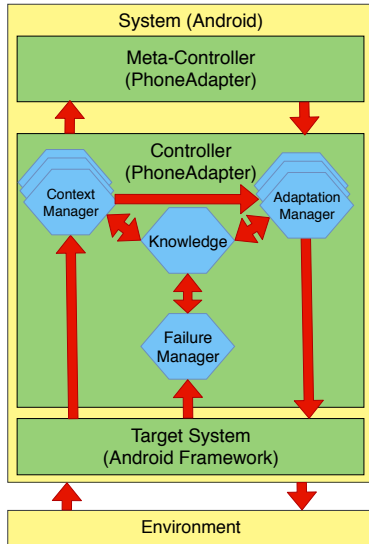 System (Android)
Meta-Controller
(PhoneAdapter)
Controller
(PhoneAdapter)
Context
Manager
Adaptation
Manager
Knowledge
Failure
Manager
Target System
(Android Framework)
Environment